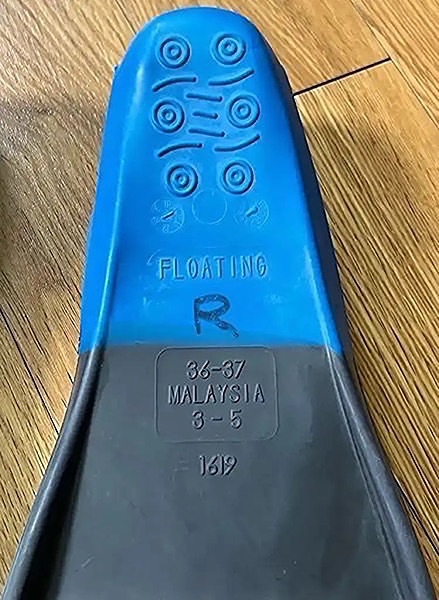 FLOATING
R
36-37
MALAYSIA
3-5
1619